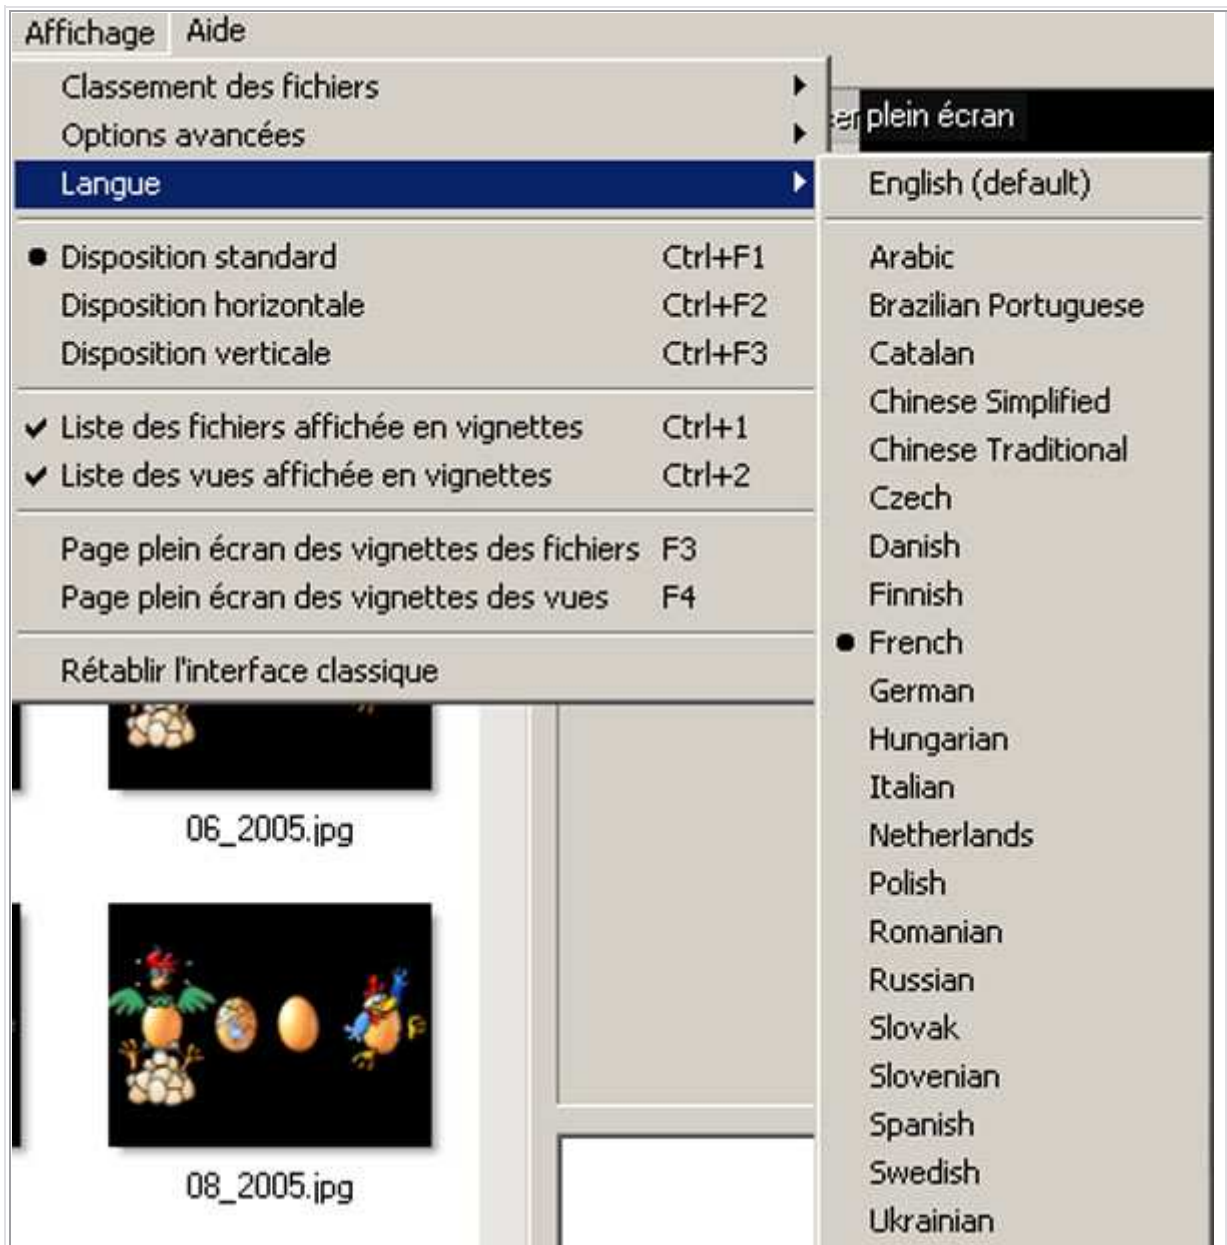 Affichage Aide
Classement des fichiers
Options avancées
Langue
Disposition standard Ctrl+F1
Disposition horizontale Ctrl+F2
Disposition verticale Ctrl+F3
Liste des fichiers affichée en vignettes Ctrl+1
Liste des vues affichée en vignettes Ctrl+2
Page plein écran des vignettes des fichiers F3
Page plein écran des vignettes des vues F4
Rétablir l'interface classique
er plein écran
English (default)
Arabic
Brazilian Portuguese
Catalan
Chinese Simplified
Chinese Traditional
Czech
Danish
Finnish
French
German
Hungarian
Italian
Netherlands
Polish
Romanian
Russian
Slovak
Slovenian
Spanish
Swedish
Ukrainian
06_2005.jpg
08_2005.jpg